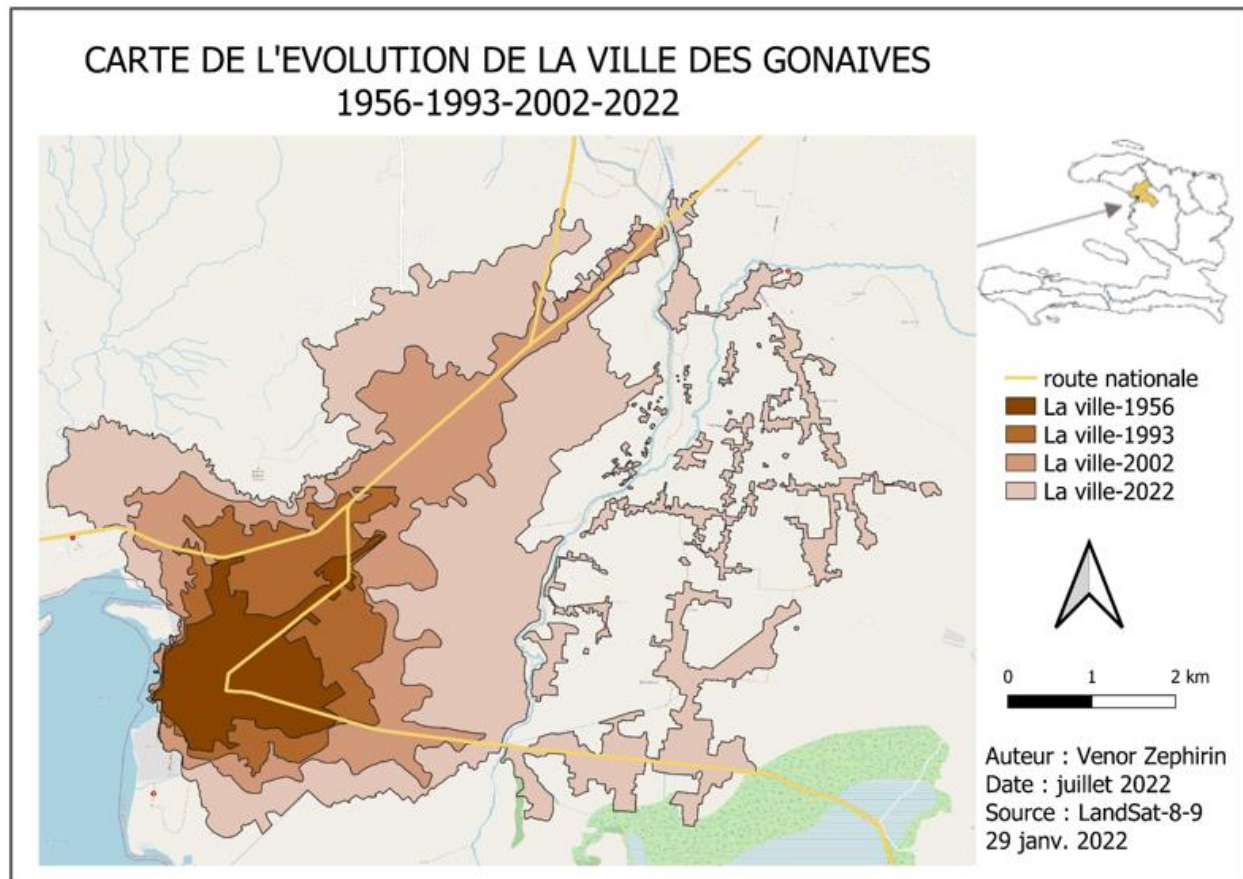 CARTE DE L'EVOLUTION DE LA VILLE DES GONAIVES
1956-1993-2002-2022
route nationale
La ville-1956
La ville-1993
La ville-2002
La ville-2022
0 1 2 km
Auteur : Venor Zephirin
Date : juillet 2022
Source : LandSat-8-9
29 janv. 2022